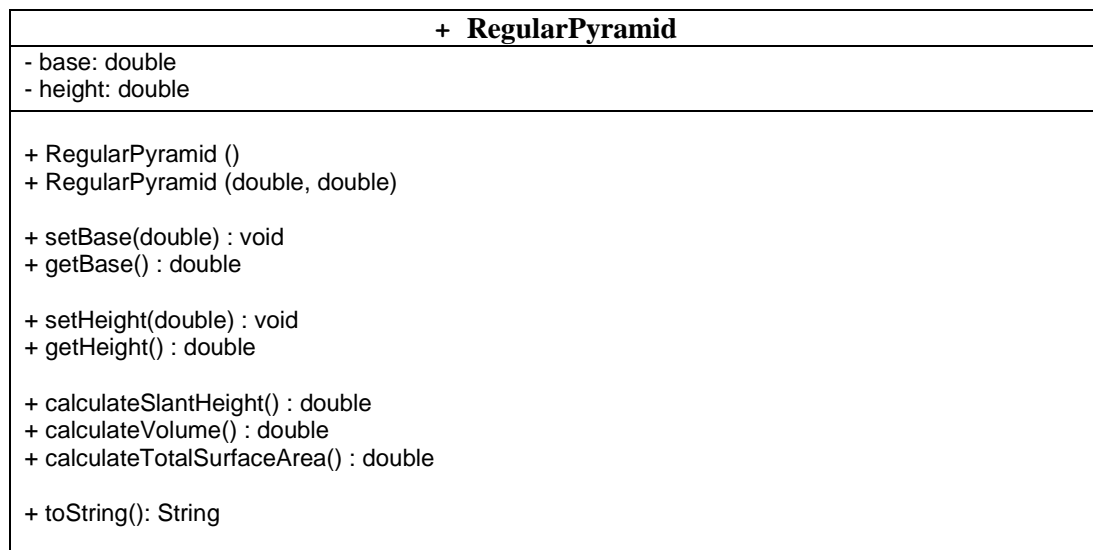 + RegularPyramid
- base: double
- height: double
+ RegularPyramid ()
+ RegularPyramid (double, double)
+ setBase(double) : void
+ getBase() : double
+ setHeight(double) : void
+ getHeight() : double
+ calculateSlantHeight() : double
+ calculateVolume() : double
+ calculateTotalSurfaceArea() : double
+ toString(): String